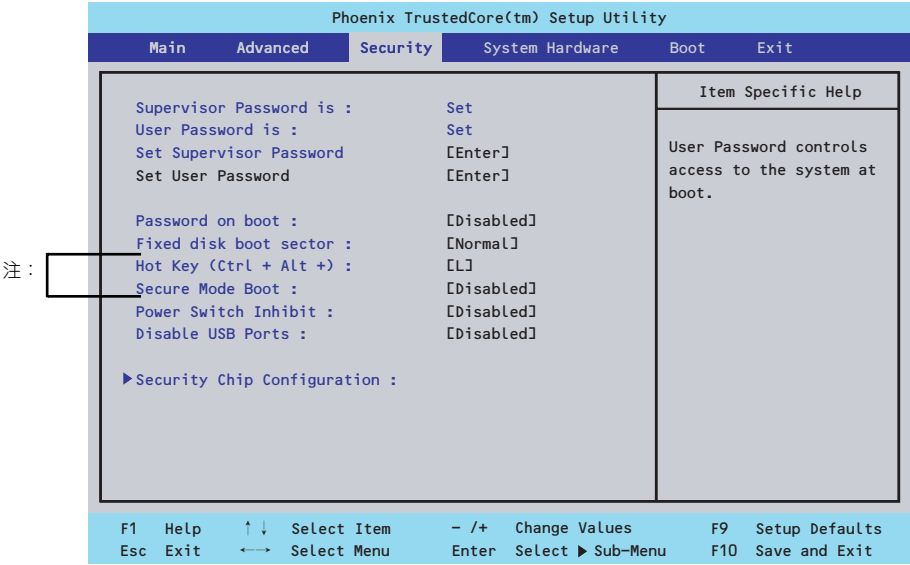 Phoenix TrustedCore(tm) Setup Utility
Main Advanced Security System Hardware Boot Exit
Item Specific Help
Supervisor Password is : Set
User Password is : Set
Set Supervisor Password [Enter]
Set User Password [Enter]
User Password controls
access to the system at
boot.
Password on boot : [Disabled]
Fixed disk boot sector : [Normal]
注：
Hot Key (Ctrl + Alt +) : [L]
Secure Mode Boot : [Disabled]
Power Switch Inhibit : [Disabled]
Disable USB Ports : [Disabled]
▶Security Chip Configuration :
F1 Help ↑↓ Select Item – /+ Change Values F9 Setup Defaults
Esc Exit ←→ Select Menu Enter Select ▶ Sub-Menu F10 Save and Exit